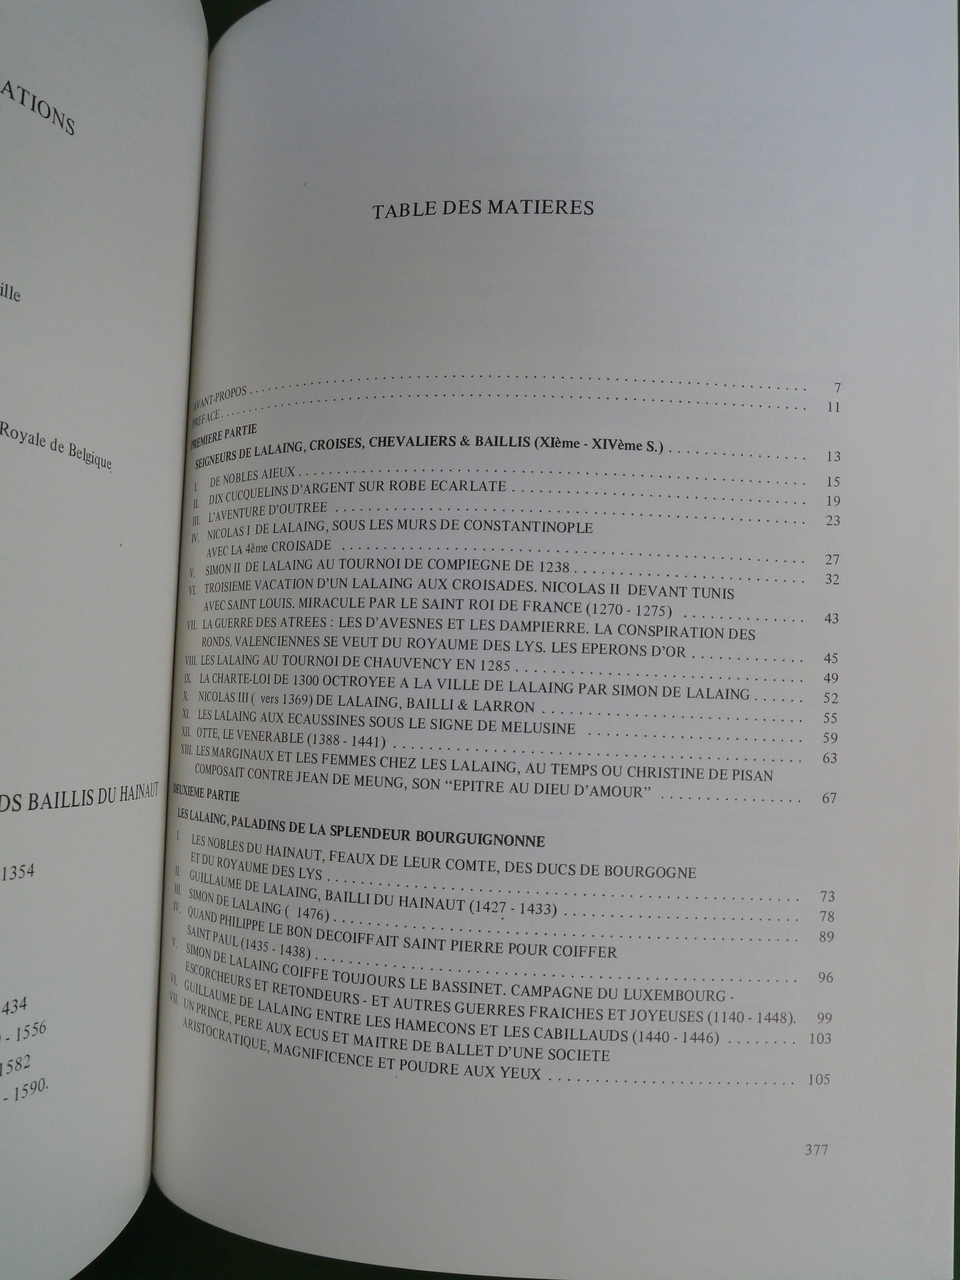 ATIONS
ille
Royale de Belgique
DS BAILLIS DU HAINAUT
1354
434
- 1556
1582
- 1590.
TABLE DES MATIERES
AVANT-PROPOS . . . . . . . . . . 7
PREFACE . . . . . . . . . . 11
PREMIERE PARTIE
SEIGNEURS DE LALAING, CROISES, CHEVALIERS & BAILLIS (XIème - XIVème S.) . . . . . . . . . . 13
I. DE NOBLES AIEUX . . . . . . . . . . 15
II. DIX CUCQUELINS D'ARGENT SUR ROBE ECARLATE . . . . . . . . . . 19
III. L'AVENTURE D'OUTREE . . . . . . . . . . 23
IV. NICOLAS I DE LALAING, SOUS LES MURS DE CONSTANTINOPLE
AVEC LA 4ème CROISADE . . . . . . . . . . 27
V. SIMON II DE LALAING AU TOURNOI DE COMPIEGNE DE 1238 . . . . . . . . . . 32
VI. TROISIEME VACATION D'UN LALAING AUX CROISADES. NICOLAS II DEVANT TUNIS
AVEC SAINT LOUIS. MIRACULE PAR LE SAINT ROI DE FRANCE (1270 - 1275) . . . . . . . . . . 43
VII. LA GUERRE DES ATREES : LES D'AVESNES ET LES DAMPIERRE. LA CONSPIRATION DES
RONDS. VALENCIENNES SE VEUT DU ROYAUME DES LYS. LES EPERONS D'OR . . . . . . . . . . 45
VIII. LES LALAING AU TOURNOI DE CHAUVENCY EN 1285 . . . . . . . . . . 49
IX. LA CHARTE-LOI DE 1300 OCTROYEE A LA VILLE DE LALAING PAR SIMON DE LALAING . . . . . . 52
X. NICOLAS III ( vers 1369) DE LALAING, BAILLI & LARRON . . . . . . . . . . 55
XI. LES LALAING AUX ECAUSSINES SOUS LE SIGNE DE MELUSINE . . . . . . . . . . 59
XII. OTTE, LE VENERABLE (1388 - 1441) . . . . . . . . . . 63
XIII. LES MARGINAUX ET LES FEMMES CHEZ LES LALAING, AU TEMPS OU CHRISTINE DE PISAN
COMPOSAIT CONTRE JEAN DE MEUNG, SON “EPITRE AU DIEU D'AMOUR” . . . . . . . . . . 67
DEUXIEME PARTIE
LES LALAING, PALADINS DE LA SPLENDEUR BOURGUIGNONNE
I. LES NOBLES DU HAINAUT, FEAUX DE LEUR COMTE, DES DUCS DE BOURGOGNE
ET DU ROYAUME DES LYS . . . . . . . . . . 73
II. GUILLAUME DE LALAING, BAILLI DU HAINAUT (1427 - 1433) . . . . . . . . . . 78
III. SIMON DE LALAING ( 1476) . . . . . . . . . . 89
IV. QUAND PHILIPPE LE BON DECOIFFAIT SAINT PIERRE POUR COIFFER
SAINT PAUL (1435 - 1438) . . . . . . . . . . 96
V. SIMON DE LALAING COIFFE TOUJOURS LE BASSINET. CAMPAGNE DU LUXEMBOURG -
ESCORCHEURS ET RETONDEURS - ET AUTRES GUERRES FRAICHES ET JOYEUSES (1140 - 1448). 99
VI. GUILLAUME DE LALAING ENTRE LES HAMECONS ET LES CABILLAUDS (1440 - 1446) . . . . . . . . 103
VII. UN PRINCE, PERE AUX ECUS ET MAITRE DE BALLET D'UNE SOCIETE
ARISTOCRATIQUE, MAGNIFICENCE ET POUDRE AUX YEUX . . . . . . . . . . 105
377